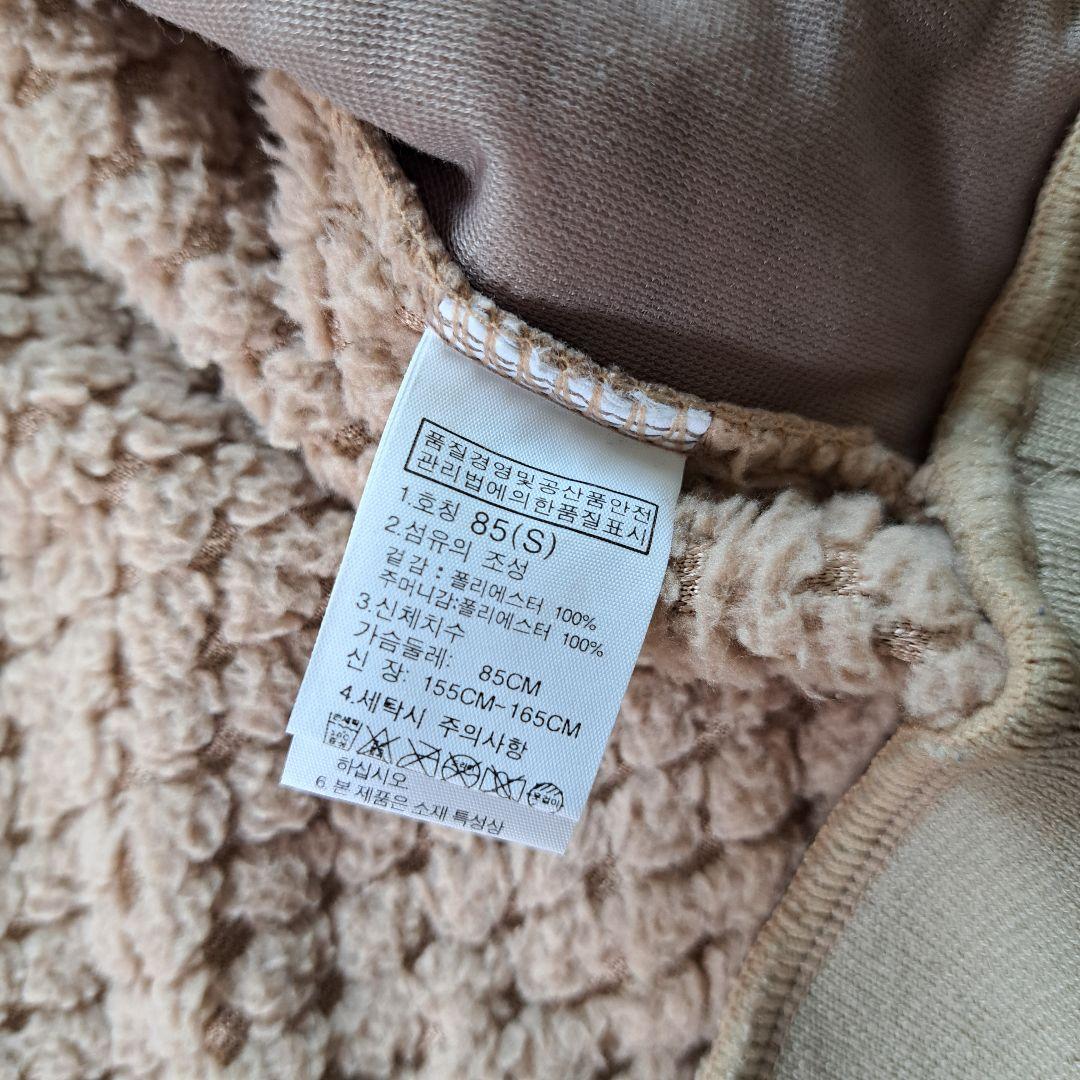 품질경영및공산품안전
관리법에의한품질표시
1.호칭 85(S)
2.섬유의 조성
겉감 : 폴리에스터 100%
주머니감:폴리에스터 100%
3.신체치수
가슴둘레: 85CM
신 장: 155CM~165CM
4.세탁시 주의사항
하십시오
6. 본 제품은 소재 특성상